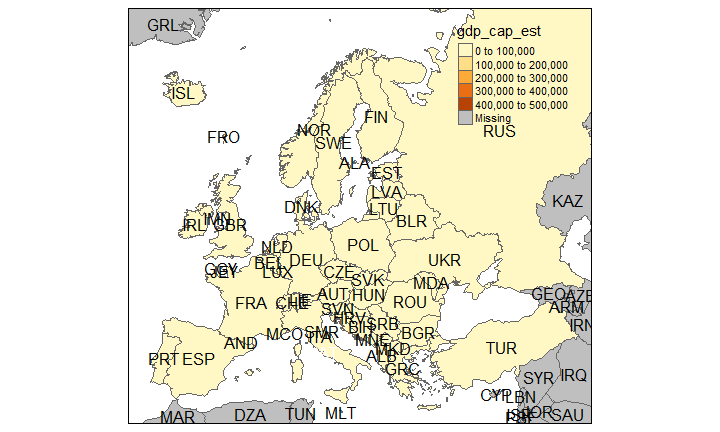 GRL
gdp_cap_est
0 to 100,000
100,000 to 200,000
200,000 to 300,000
300,000 to 400,000
400,000 to 500,000
Missing
ISL
FIN
RUS
FRO
NOR
SWE
ALA
EST
KAZ
LVA
DNK
LTU
IRL
IMN
GBR
BLR
NLD
POL
BEL
DEU
UKR
GGY
JEY
LUX
CZE
SVK
MDA
AUT
HUN
FRA
CHE
LIE
ROU
GEO
AZE
SVN
ARM
HRV
SRB
IRN
BIH
MCO
SMR
ITA
BGR
AND
MNE
MKD
TUR
PRT
ESP
ALB
GRC
SYR
IRQ
CYP
LBN
MAR
DZA
TUN
MLT
ISR
JOR
SAU